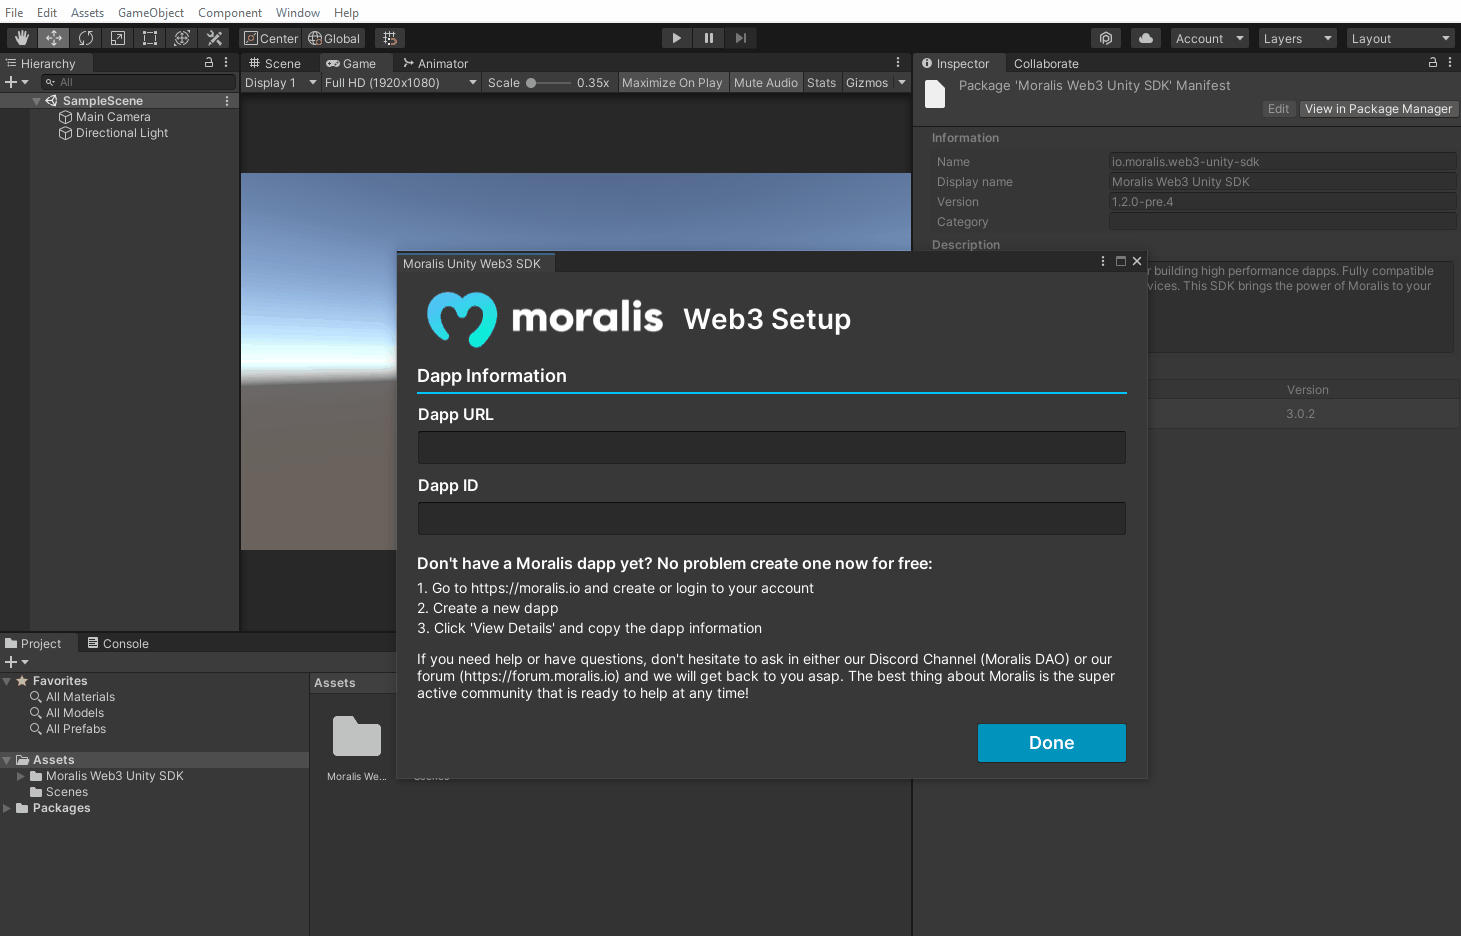 File Edit Assets GameObject Component Window Help
Center Global Account Layers Layout
Hierarchy
All
SampleScene
Main Camera
Directional Light
Scene Game Animator
Display 1 Full HD (1920x1080) Scale 0.35x Maximize On Play Mute Audio Stats Gizmos
Inspector Collaborate
Package 'Moralis Web3 Unity SDK' Manifest
Edit View in Package Manager
Information
Name io.moralis.web3-unity-sdk
Display name Moralis Web3 Unity SDK
Version 1.2.0-pre.4
Category
Description
building high performance dapps. Fully compatible
vices. This SDK brings the power of Moralis to your
Version
3.0.2
Moralis Unity Web3 SDK
moralis Web3 Setup
Dapp Information
Dapp URL
Dapp ID
Don't have a Moralis dapp yet? No problem create one now for free:
1. Go to https://moralis.io and create or login to your account
2. Create a new dapp
3. Click 'View Details' and copy the dapp information
If you need help or have questions, don't hesitate to ask in either our Discord Channel (Moralis DAO) or our
forum (https://forum.moralis.io) and we will get back to you asap. The best thing about Moralis is the super
active community that is ready to help at any time!
Done
Project Console
Favorites
All Materials
All Models
All Prefabs
Assets
Moralis Web3 Unity SDK
Scenes
Packages
Assets
Moralis We...